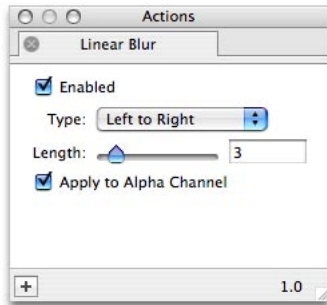 Actions
Linear Blur
Enabled
Type: Left to Right
Length: 3
Apply to Alpha Channel
+ 1.0